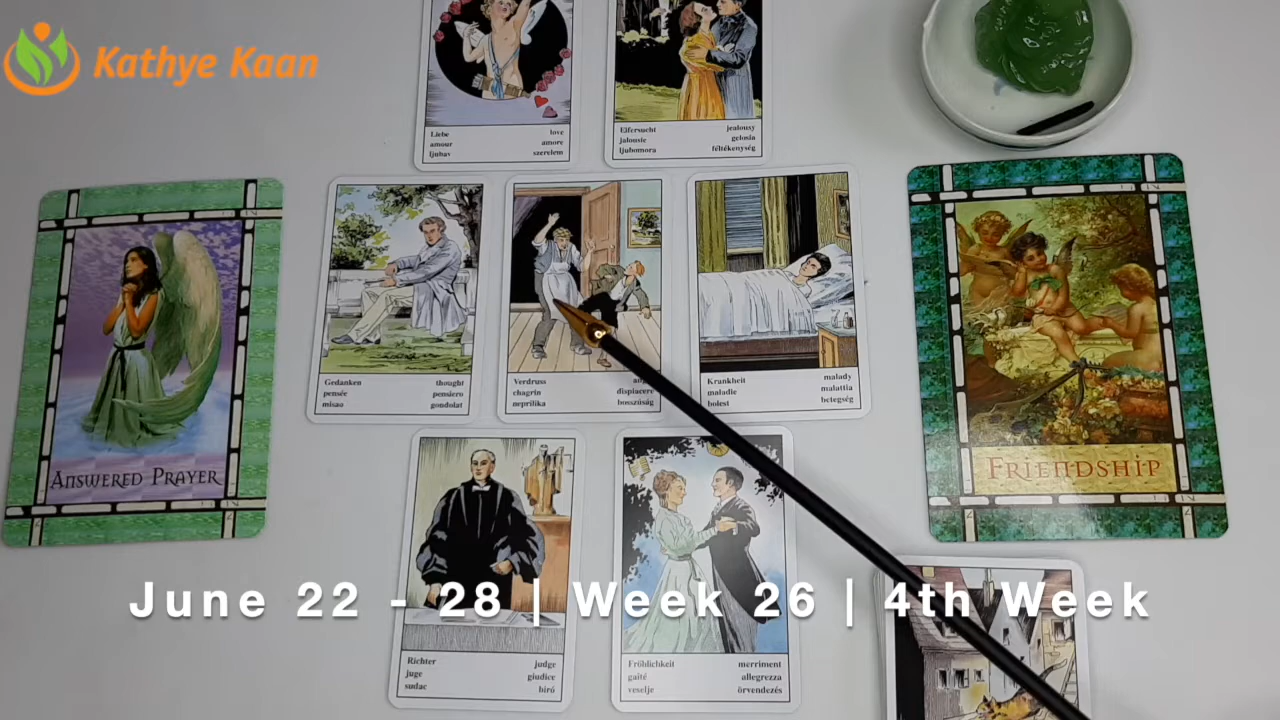 Kathye Kaan
Liebe love
amour amore
ljubav szerelem
Eifersucht jealousy
jalousie gelosia
ljubomora féltékenység
Gedanken thought
pensée pensiero
misao gondolat
Verdruss
chagrin dispiacere
neprilika bosszúság
Krankheit malady
maladie malattia
bolest betegség
ANSWERED PRAYER
FRIENDSHIP
June 22 - 28 | Week 26 | 4th Week
Richter judge
juge giudice
sudac bíró
Fröhlichkeit merriment
gaîté allegrezza
veselje örvendezés